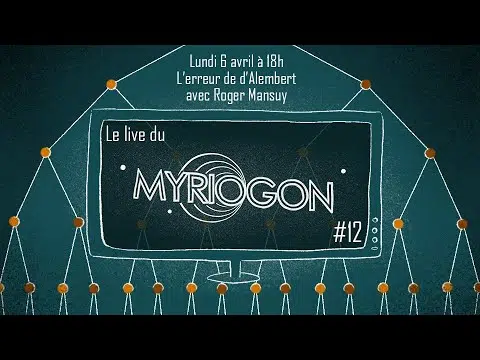 Lundi 6 avril à 18h
L'erreur de d'Alembert
avec Roger Mansuy
Le live du
MYRIOGON
#12